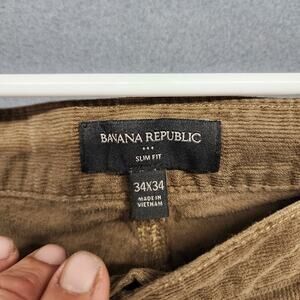 BANANA REPUBLIC
SLIM FIT
34X34
MADE IN
VIETNAM